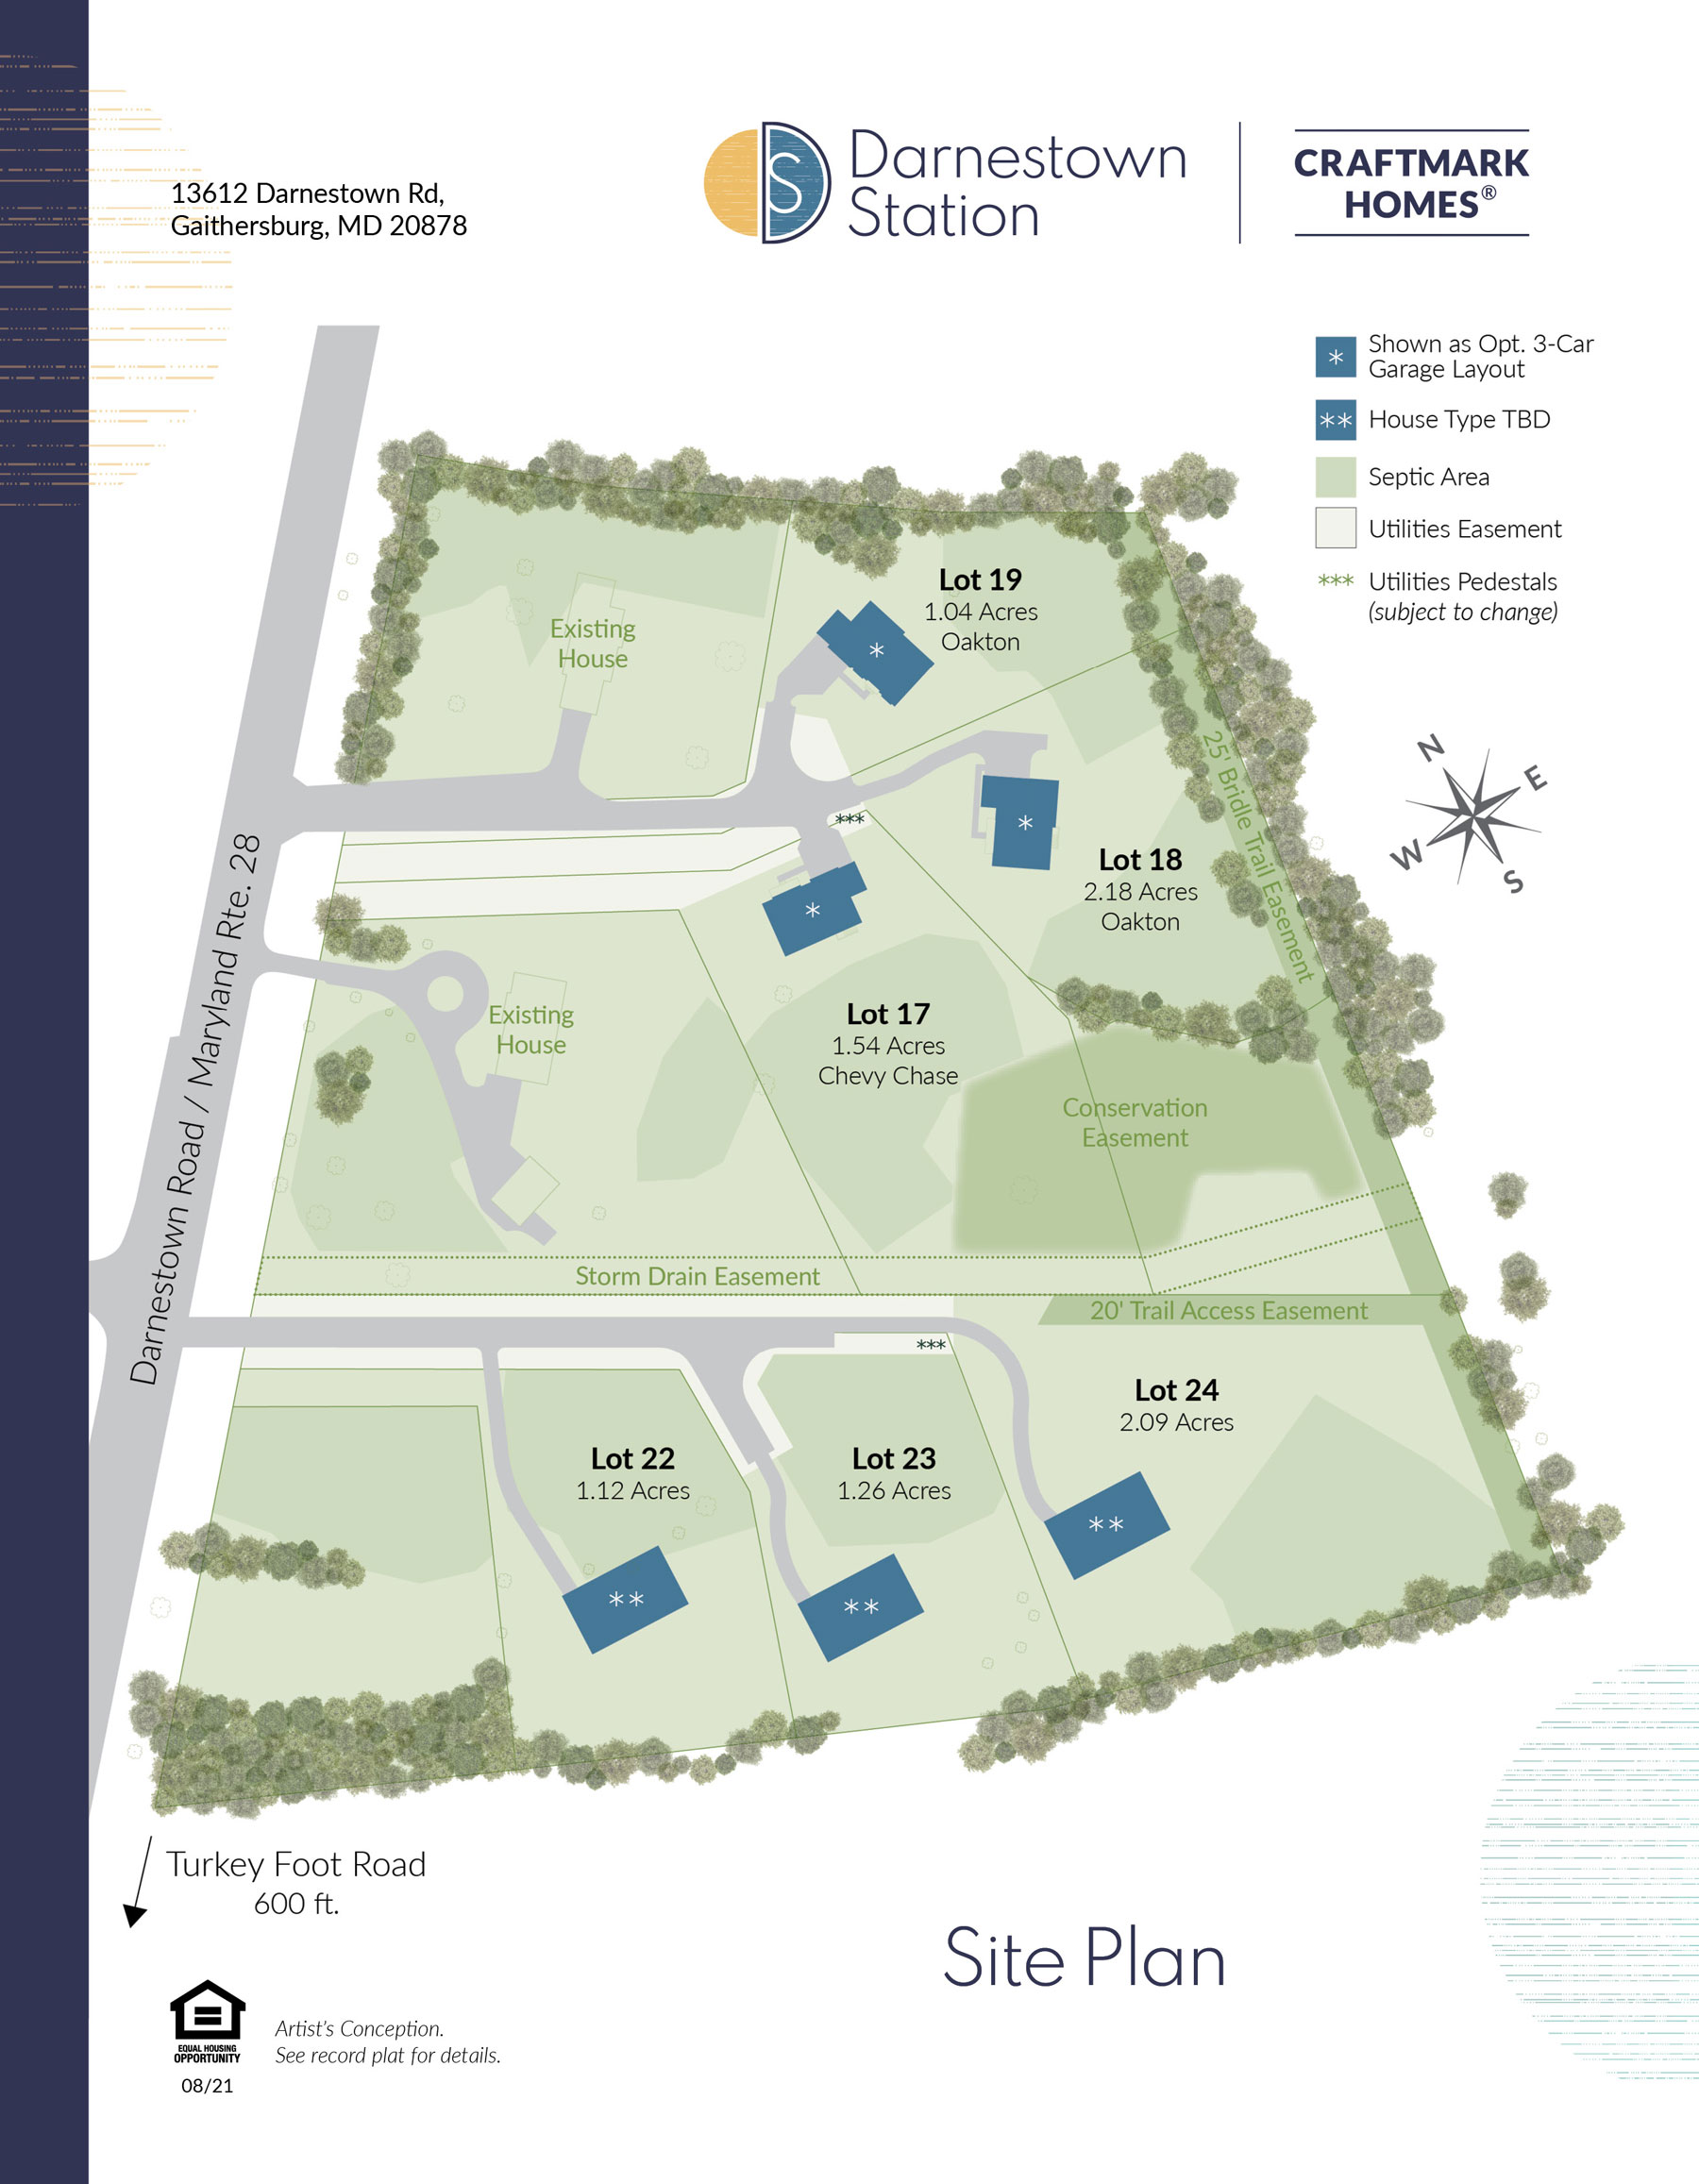 13612 Darnestown Rd,
Gaithersburg, MD 20878
DS
Darnestown
Station
CRAFTMARK
HOMES®
* Shown as Opt. 3-Car
Garage Layout
** House Type TBD
Septic Area
Utilities Easement
*** Utilities Pedestals
(subject to change)
N
E
W
S
Existing
House
Lot 19
1.04 Acres
Oakton
*
25' Bridle Trail Easement
*
***
Lot 18
2.18 Acres
Oakton
*
Darnestown Road / Maryland Rte. 28
Existing
House
Lot 17
1.54 Acres
Chevy Chase
Conservation
Easement
Storm Drain Easement
20' Trail Access Easement
***
Lot 24
2.09 Acres
Lot 22
1.12 Acres
Lot 23
1.26 Acres
**
**
**
Turkey Foot Road
600 ft.
Site Plan
EQUAL HOUSING
OPPORTUNITY
Artist's Conception.
See record plat for details.
08/21